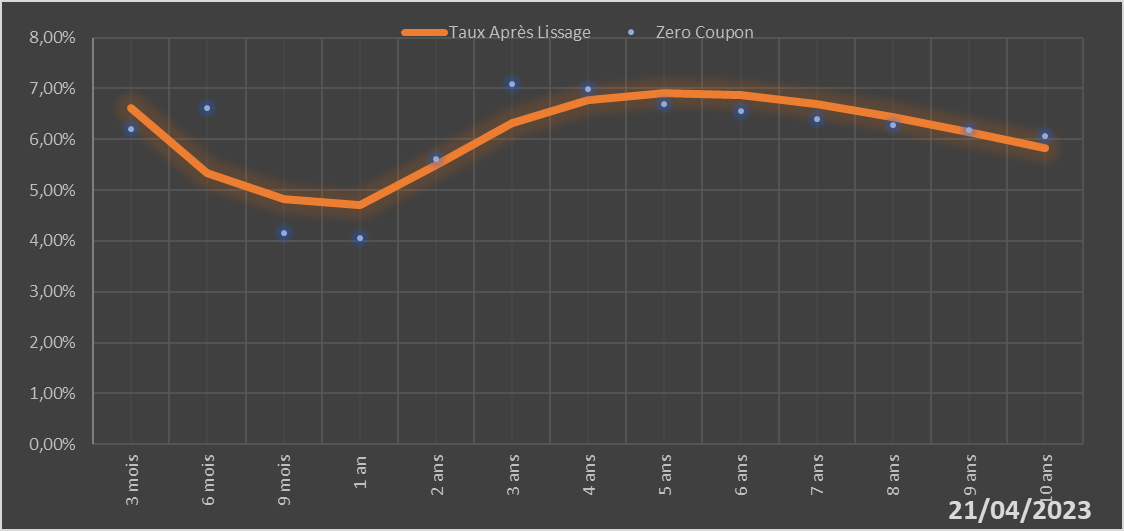 Taux Après Lissage
Zero Coupon
8,00%
7,00%
6,00%
5,00%
4,00%
3,00%
2,00%
1,00%
0,00%
3 mois
6 mois
9 mois
1 an
2 ans
3 ans
4 ans
5 ans
6 ans
7 ans
8 ans
9 ans
10 ans
21/04/2023